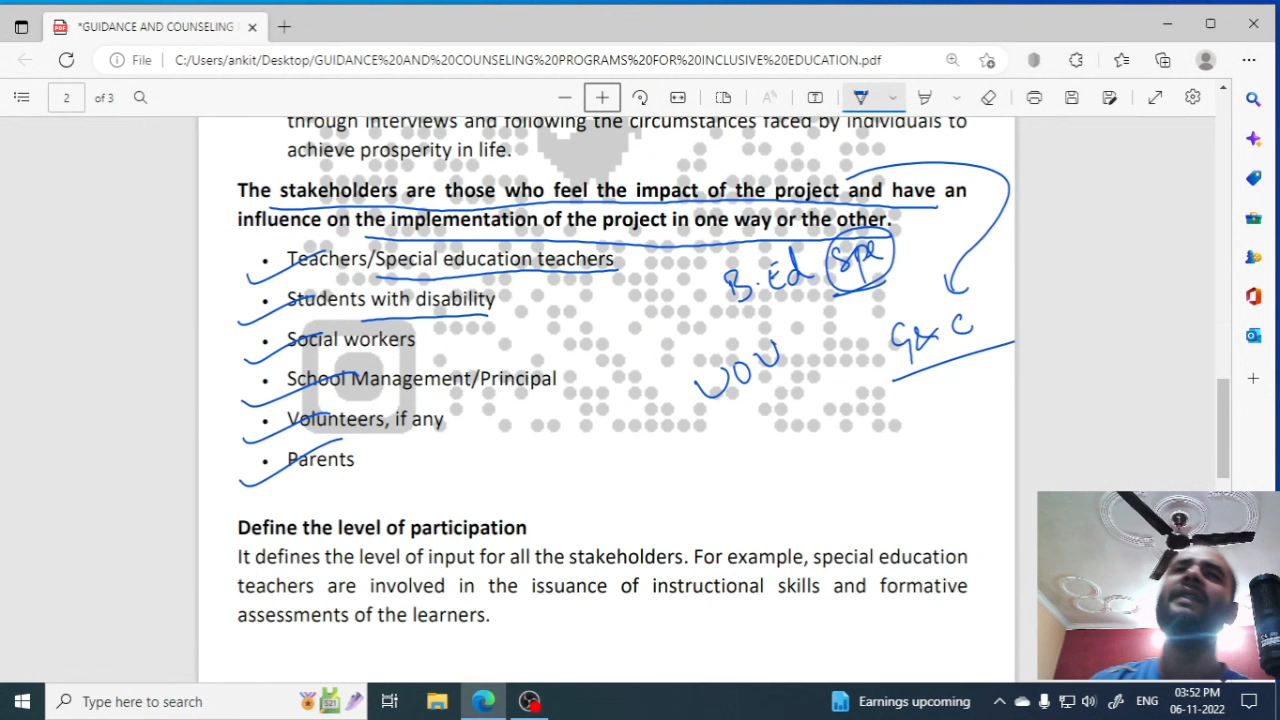 *GUIDANCE AND COUNSELING
File
C:/Users/ankit/Desktop/GUIDANCE%20AND%20COUNSELING%20PROGRAMS%20FOR%20INCLUSIVE%20EDUCATION.pdf
2 of 3
through interviews and following the circumstances faced by individuals to
achieve prosperity in life.
The stakeholders are those who feel the impact of the project and have an
influence on the implementation of the project in one way or the other.
• Teachers/Special education teachers
B.Ed Spe
• Students with disability
• Social workers
G & C
• School Management/Principal
UOU
• Volunteers, if any
• Parents
Define the level of participation
It defines the level of input for all the stakeholders. For example, special education
teachers are involved in the issuance of instructional skills and formative
assessments of the learners.
Type here to search
Earnings upcoming
ENG
03:52 PM
06-11-2022